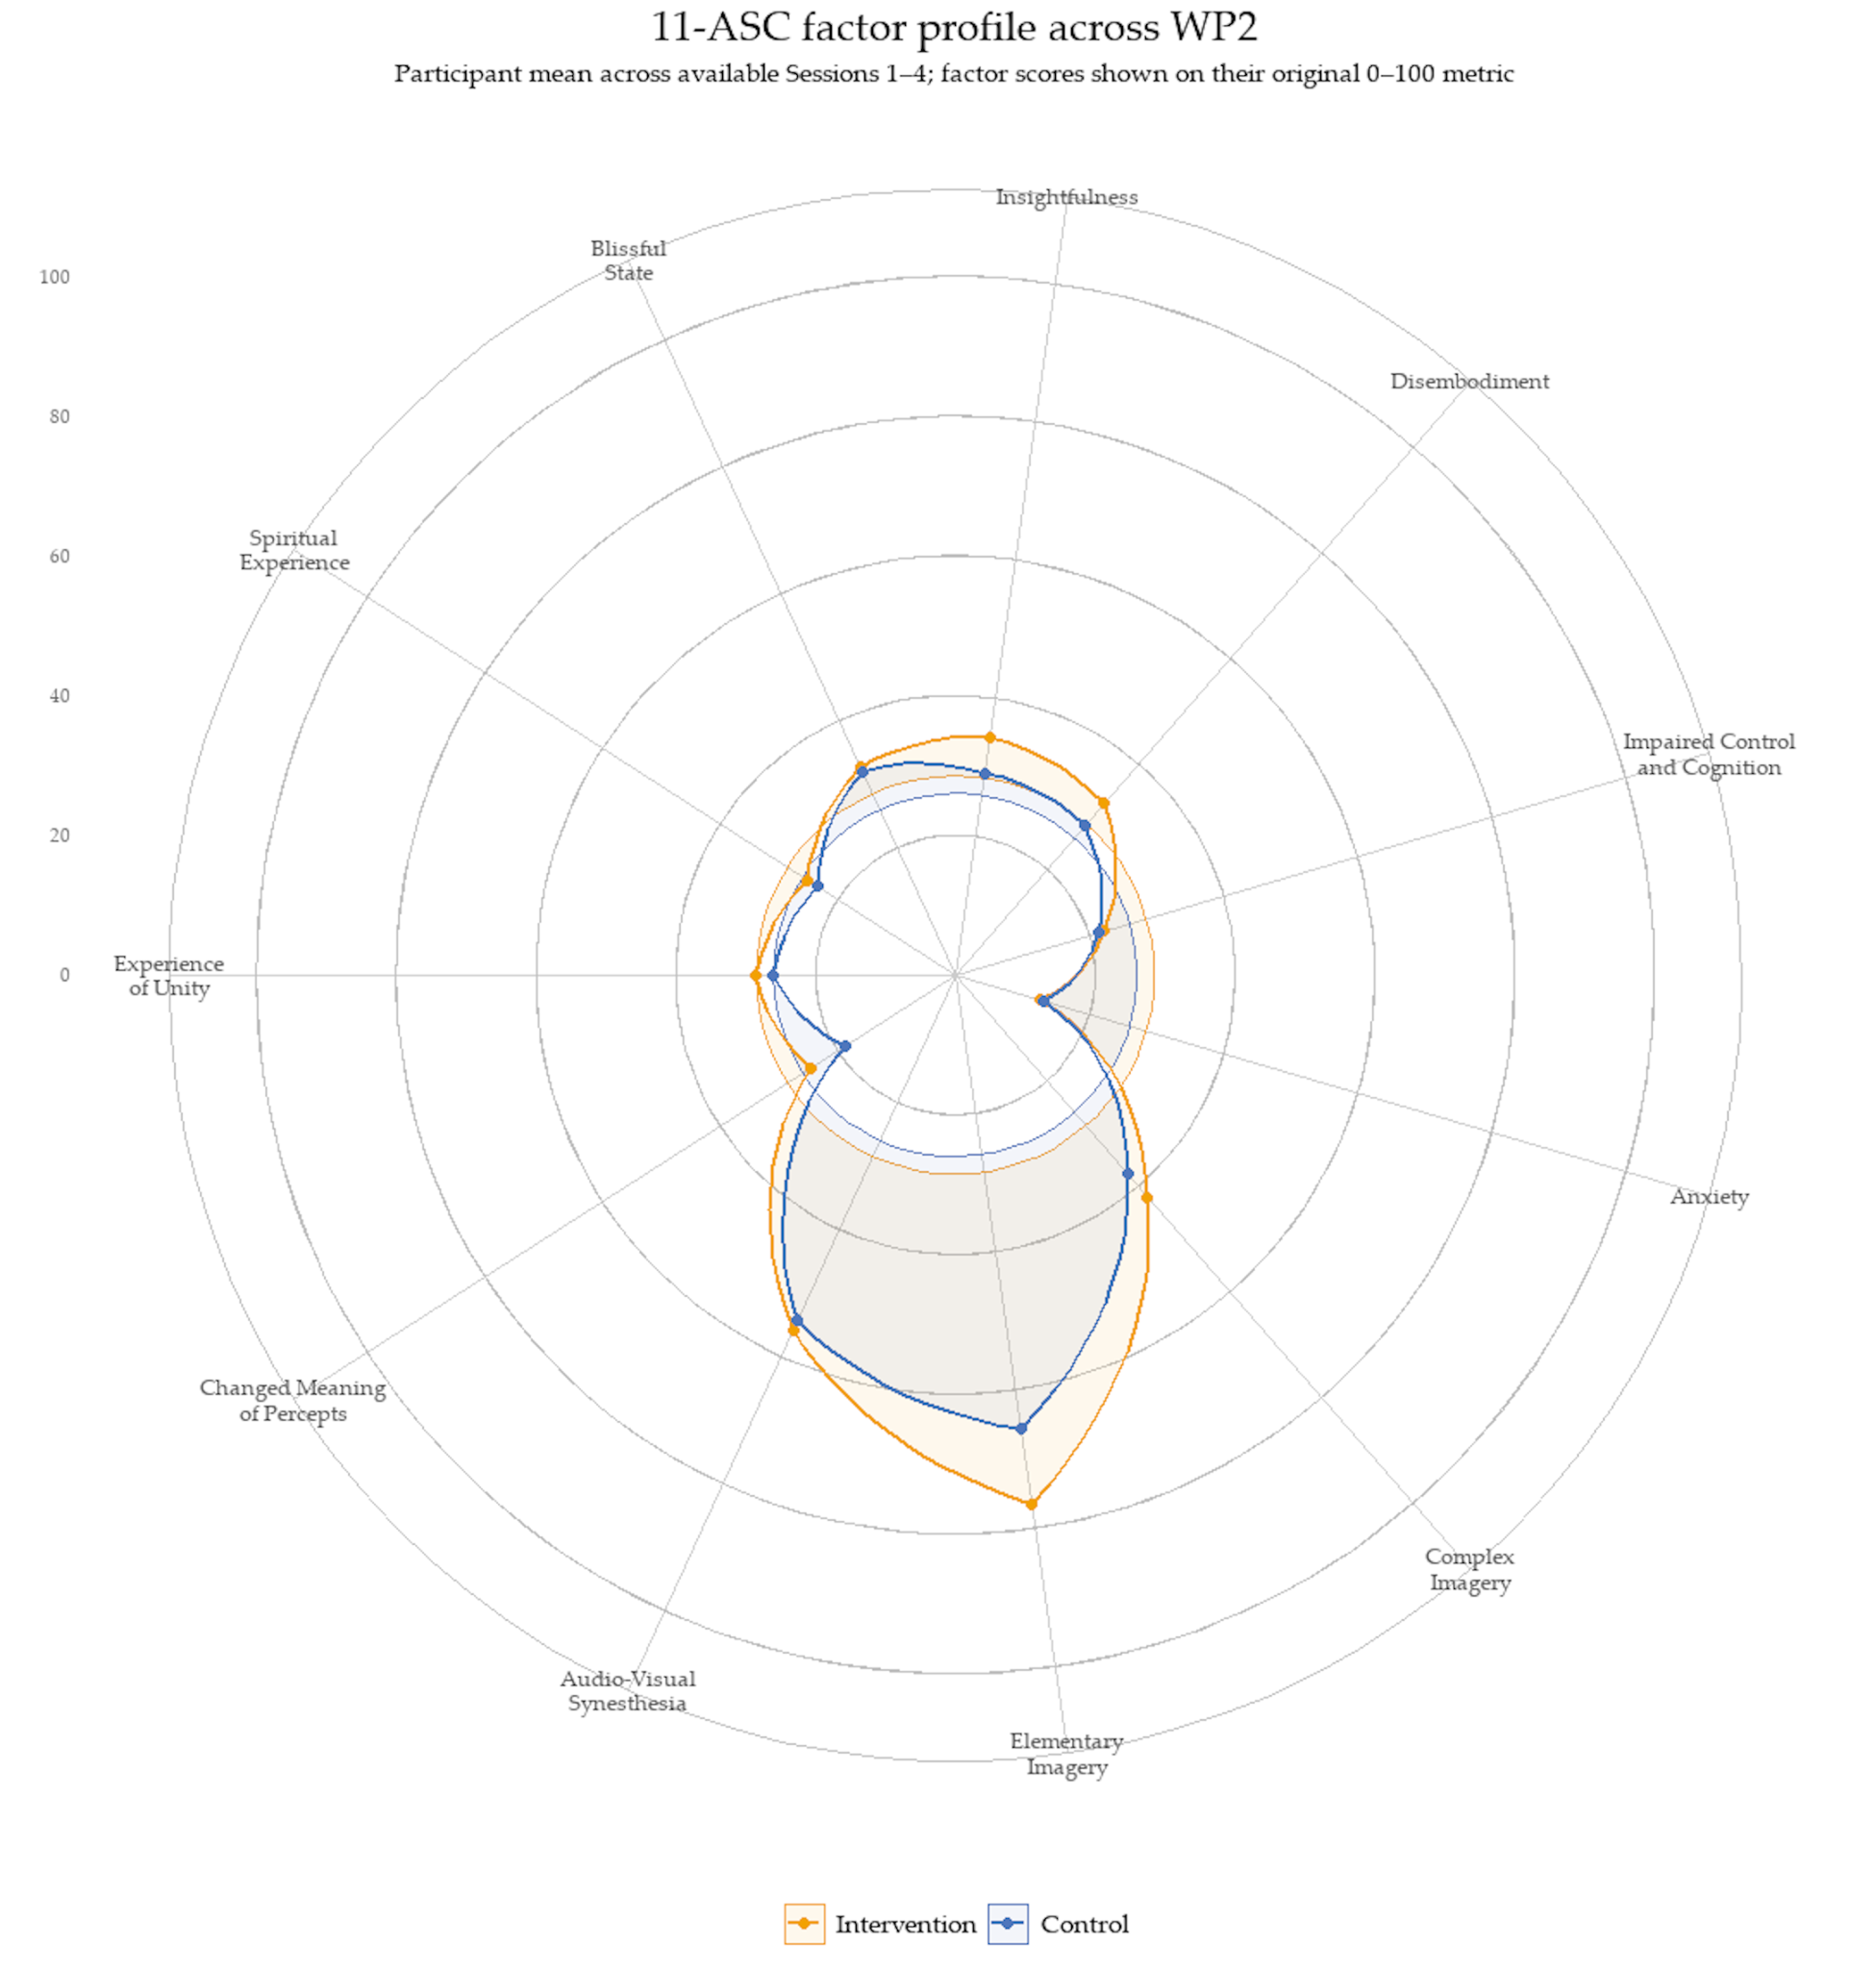 11-ASC factor profile across WP2
Participant mean across available Sessions 1–4; factor scores shown on their original 0–100 metric
Insightfulness
Blissful
State
100
Disembodiment
80
Spiritual
Experience
60
40
Impaired Control
and Cognition
20
Experience
of Unity
0
Anxiety
Changed Meaning
of Percepts
Complex
Imagery
Audio-Visual
Synesthesia
Elementary
Imagery
Intervention
Control